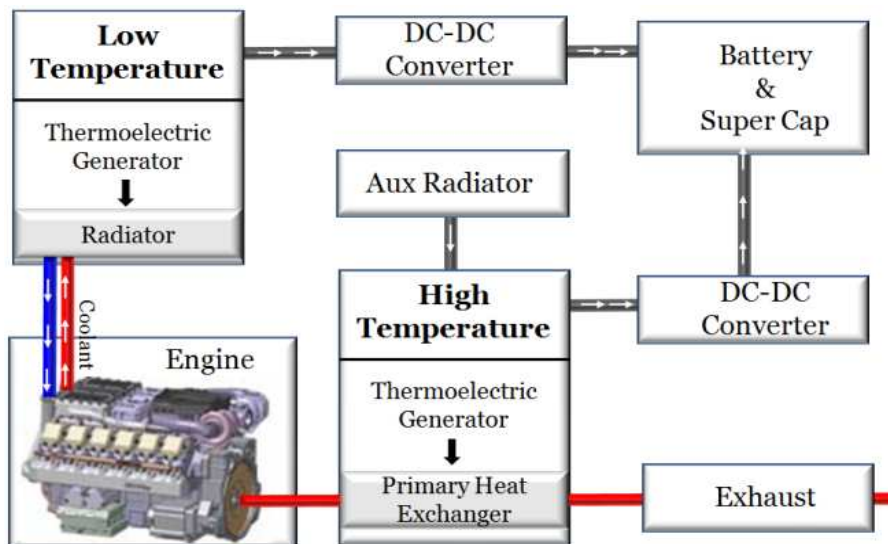 Low
Temperature
Thermoelectric
Generator
Radiator
DC-DC
Converter
Battery
&
Super Cap
Aux Radiator
High
Temperature
Thermoelectric
Generator
Primary Heat
Exchanger
DC-DC
Converter
Coolant
Engine
Exhaust